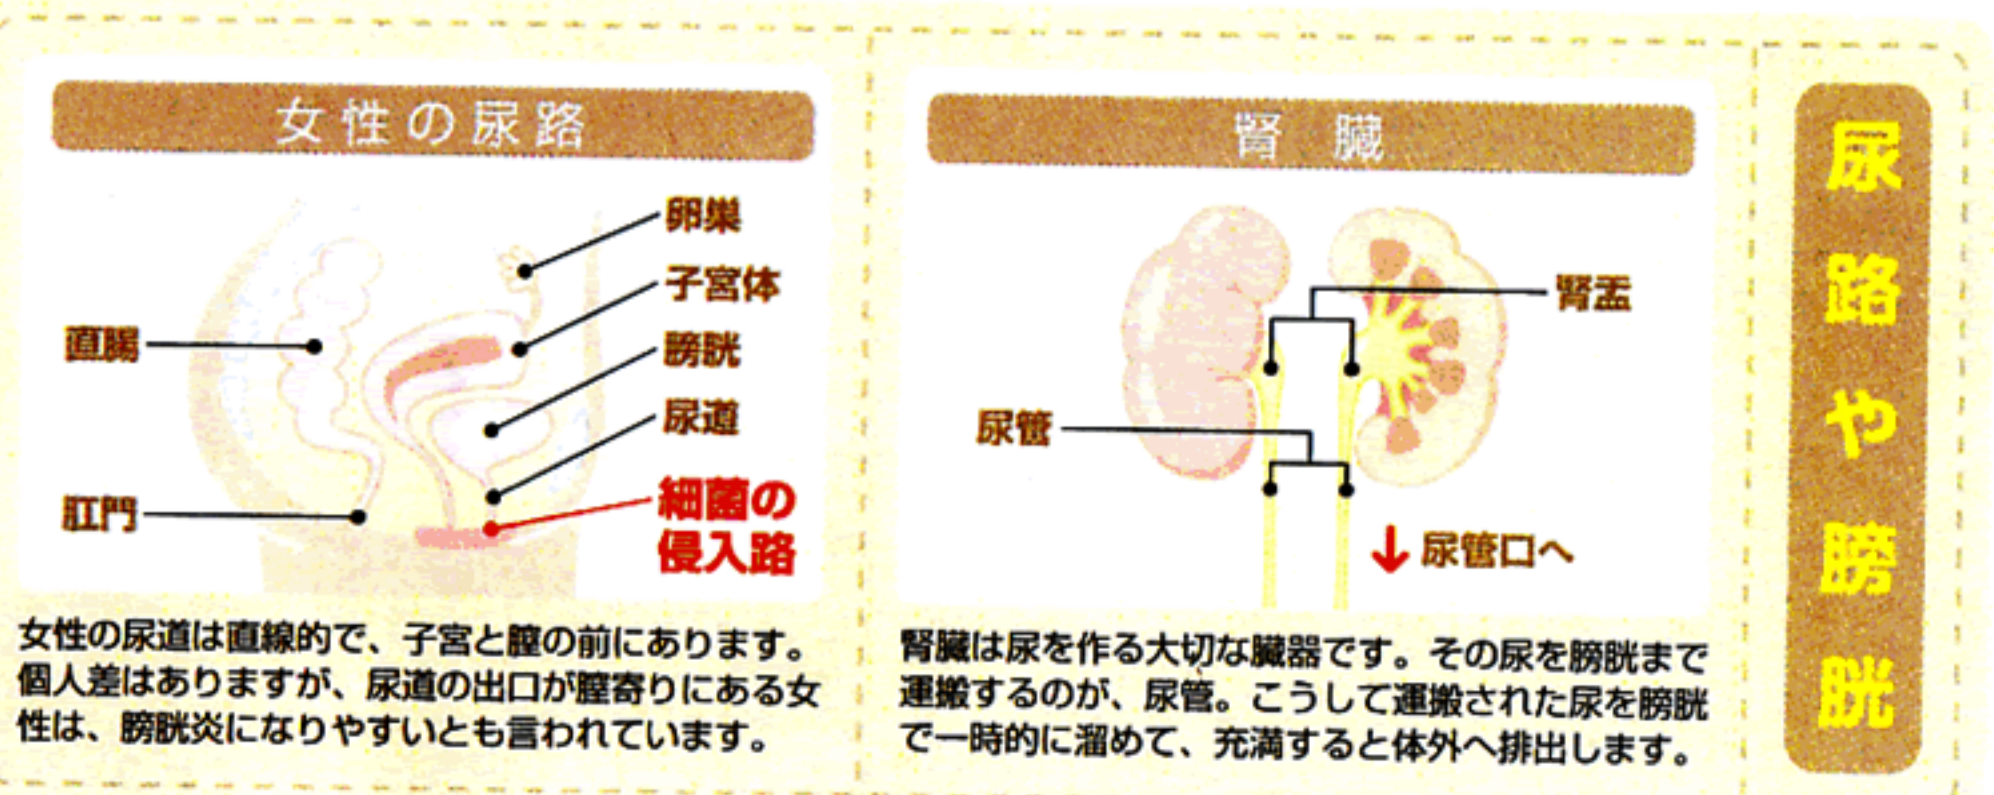 尿路や膀胱
女性の尿路
卵巣
子宮体
膀胱
尿道
細菌の
侵入路
直腸
肛門
女性の尿道は直線的で、子宮と膣の前にあります。
個人差はありますが、尿道の出口が膣寄りにある女
性は、膀胱炎になりやすいとも言われています。
腎臓
腎盂
尿管
↓尿管口へ
腎臓は尿を作る大切な臓器です。その尿を膀胱まで
運搬するのが、尿管。こうして運搬された尿を膀胱
で一時的に溜めて、充満すると体外へ排出します。